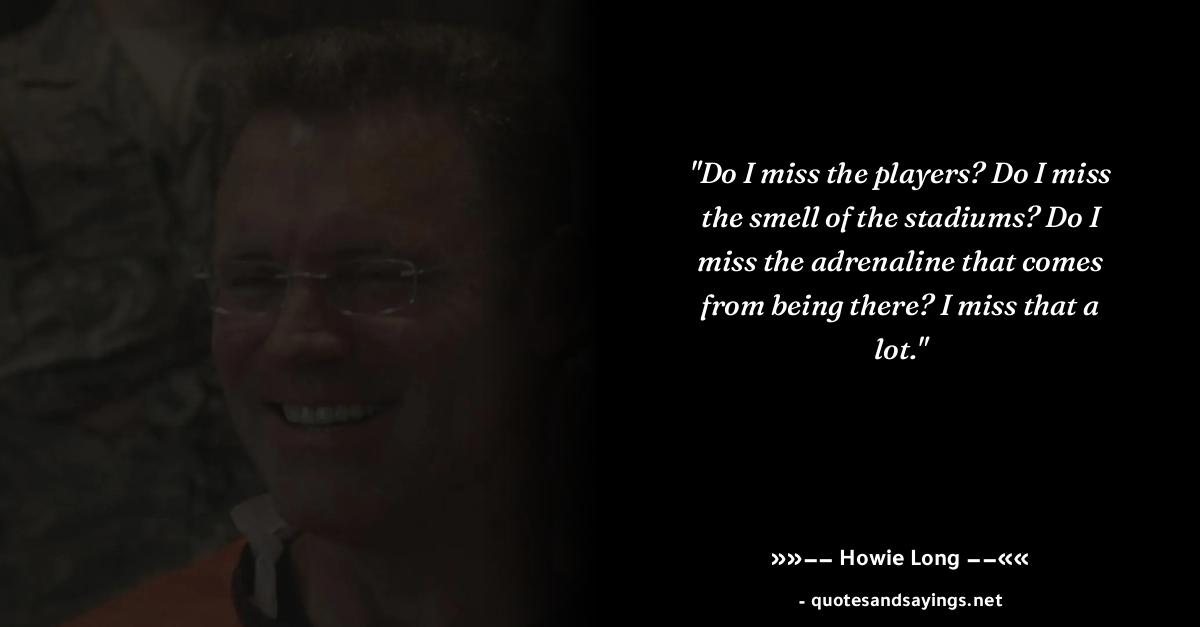 "Do I miss the players? Do I miss
the smell of the stadiums? Do I
miss the adrenaline that comes
from being there? I miss that a
lot."
»»–– Howie Long ––««
- quotesandsayings.net